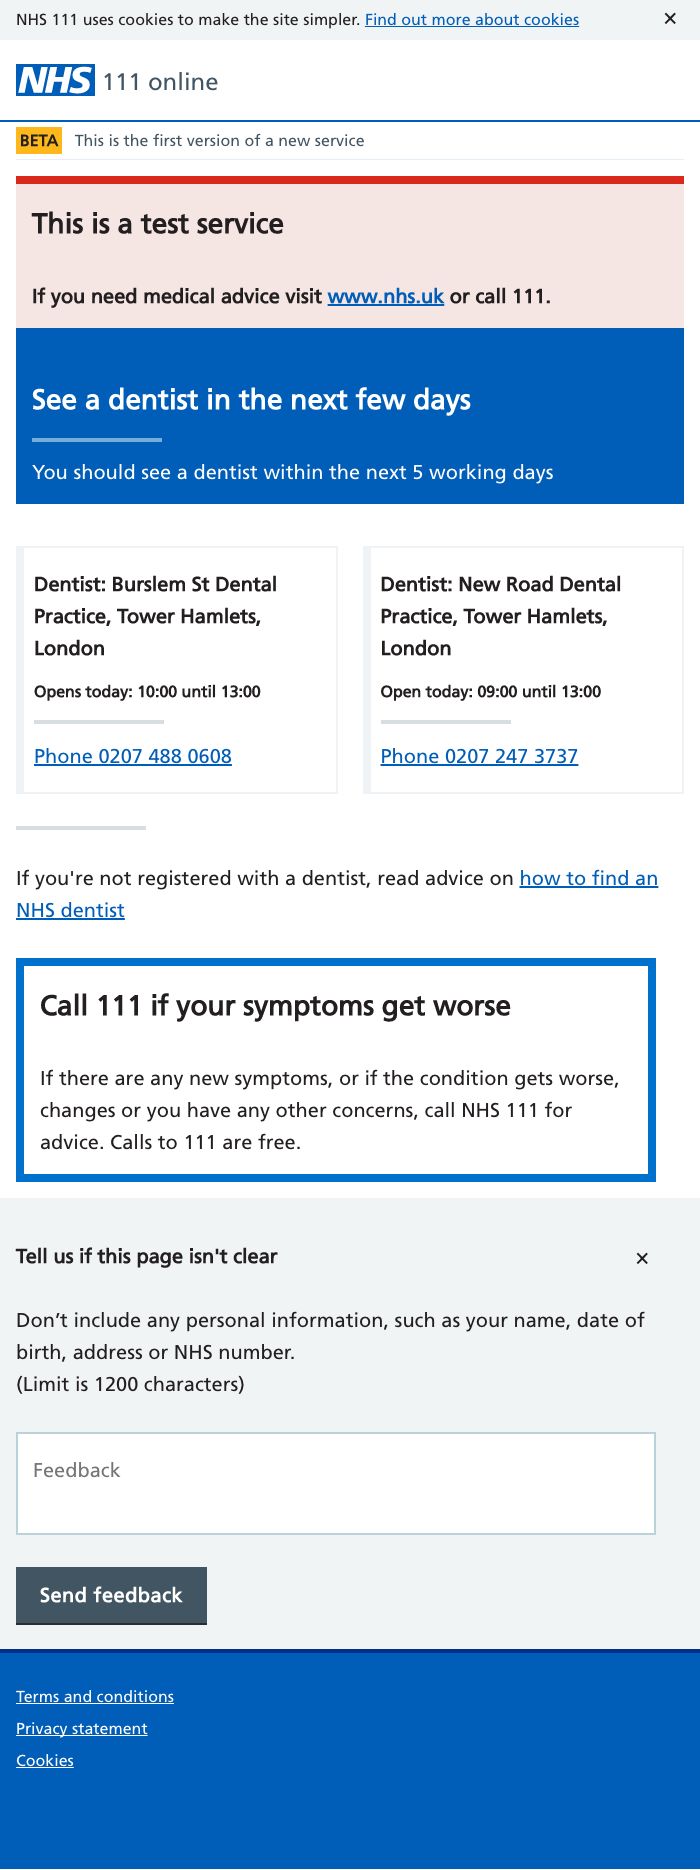 NHS 111 uses cookies to make the site simpler. Find out more about cookies ✕
NHS 111 online
BETA This is the first version of a new service
This is a test service
If you need medical advice visit www.nhs.uk or call 111.
See a dentist in the next few days
You should see a dentist within the next 5 working days
Dentist: Burslem St Dental
Practice, Tower Hamlets,
London
Opens today: 10:00 until 13:00
Phone 0207 488 0608
Dentist: New Road Dental
Practice, Tower Hamlets,
London
Open today: 09:00 until 13:00
Phone 0207 247 3737
If you're not registered with a dentist, read advice on how to find an
NHS dentist
Call 111 if your symptoms get worse
If there are any new symptoms, or if the condition gets worse,
changes or you have any other concerns, call NHS 111 for
advice. Calls to 111 are free.
Tell us if this page isn't clear ✕
Don’t include any personal information, such as your name, date of
birth, address or NHS number.
(Limit is 1200 characters)
Feedback
Send feedback
Terms and conditions
Privacy statement
Cookies